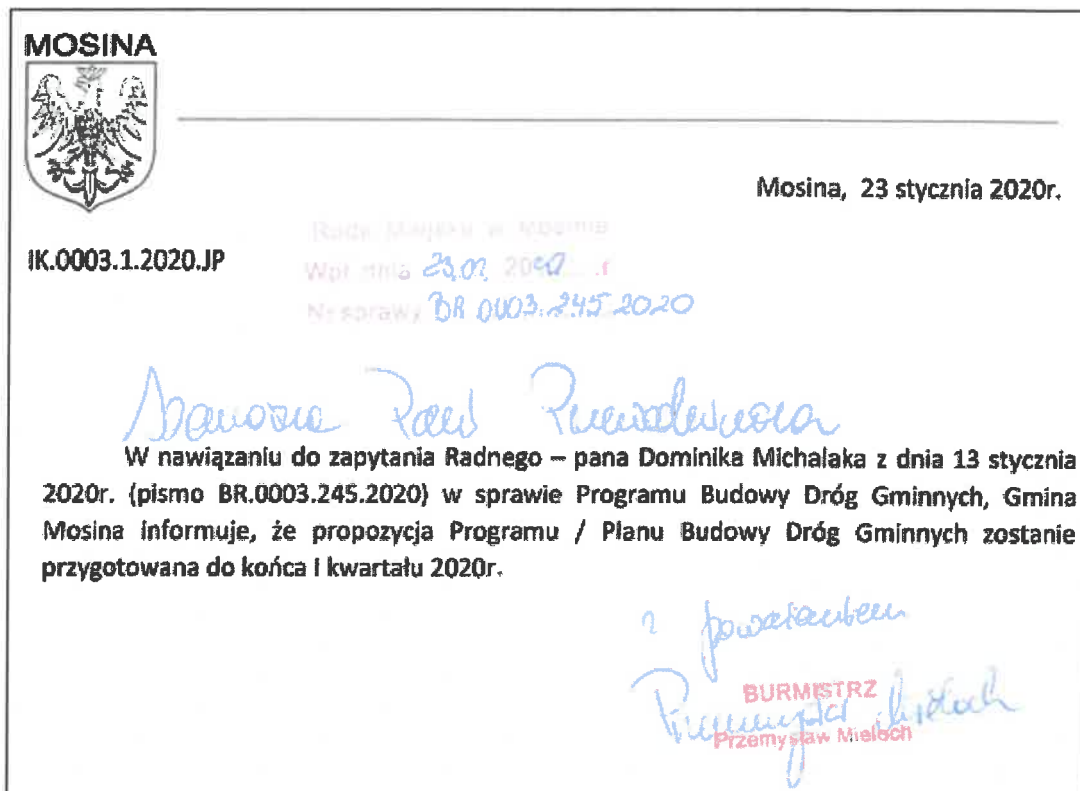 MOSINA
Mosina, 23 stycznia 2020r.
IK.0003.1.2020.JP
Rada Miejska w Mosinie
Wpł. dnia 23.01. 2020 .r
Nr sprawy BR 0003.245.2020
Szanowna Pani Przewodnicząca
W nawiązaniu do zapytania Radnego – pana Dominika Michalaka z dnia 13 stycznia
2020r. (pismo BR.0003.245.2020) w sprawie Programu Budowy Dróg Gminnych, Gmina
Mosina informuje, że propozycja Programu / Planu Budowy Dróg Gminnych zostanie
przygotowana do końca I kwartału 2020r.
z poważaniem
BURMISTRZ
Przemysław Mieloch
Przemysław Mieloch